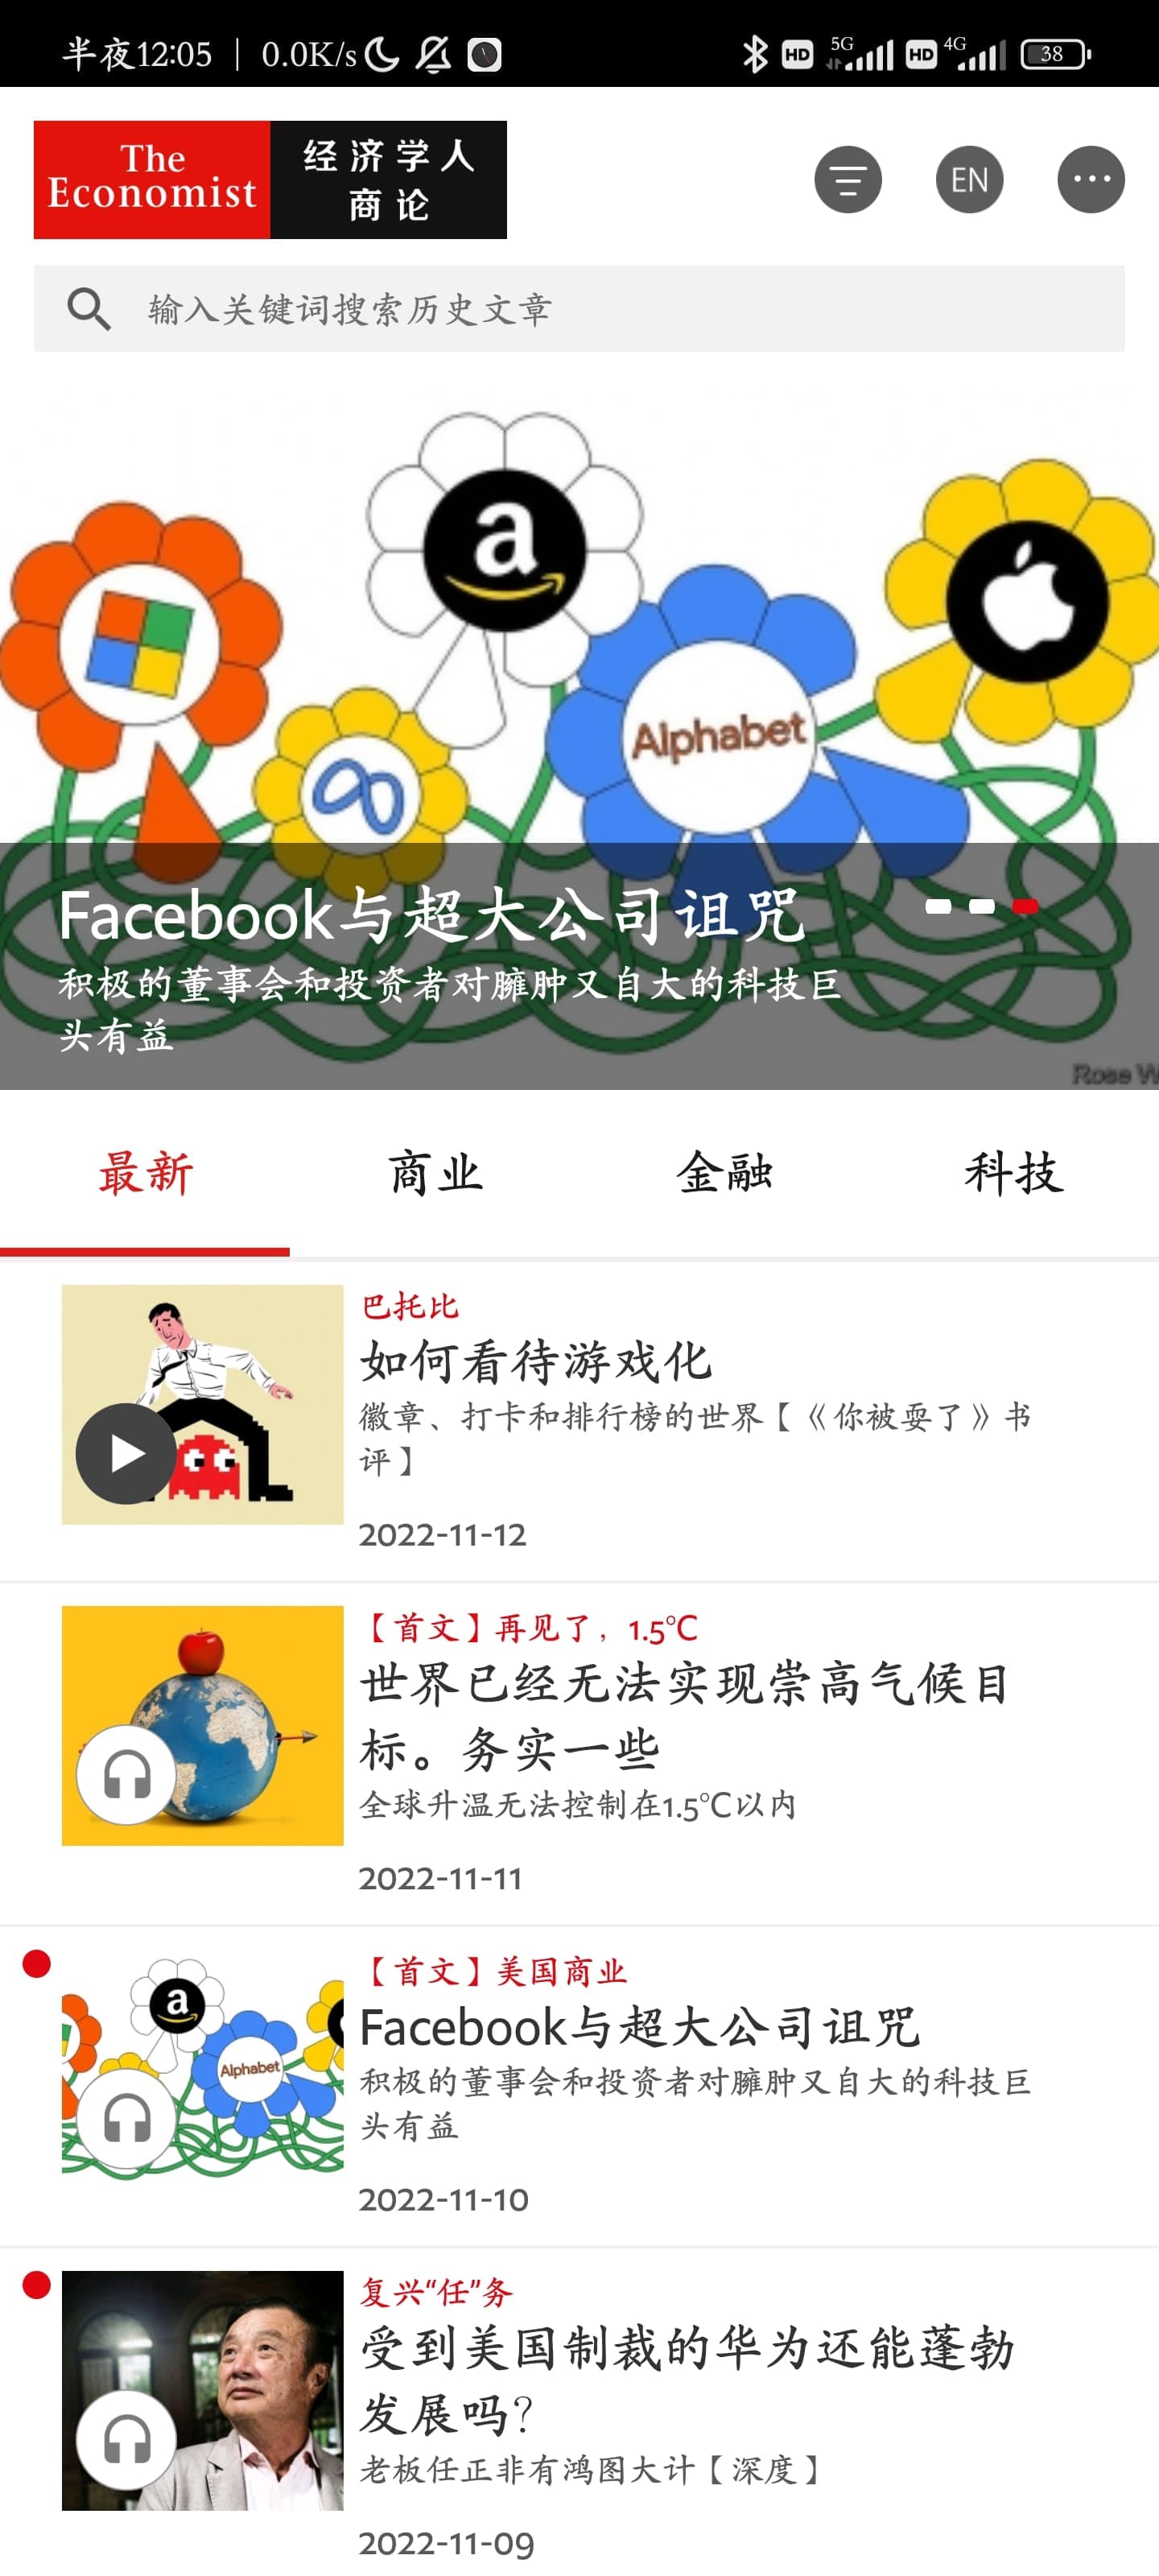 半夜12:05 | 0.0K/s
HD 5G HD 4G 38
The
Economist
经济学人
商论
EN
输入关键词搜索历史文章
a
Alphabet
Facebook与超大公司诅咒
积极的董事会和投资者对臃肿又自大的科技巨
头有益
Rose W
最新 商业 金融 科技
巴托比
如何看待游戏化
徽章、打卡和排行榜的世界【《你被耍了》书
评】
2022-11-12
【首文】再见了，1.5℃
世界已经无法实现崇高气候目
标。务实一些
全球升温无法控制在1.5℃以内
2022-11-11
【首文】美国商业
a
Alphabet
Facebook与超大公司诅咒
积极的董事会和投资者对臃肿又自大的科技巨
头有益
2022-11-10
复兴“任”务
受到美国制裁的华为还能蓬勃
发展吗？
老板任正非有鸿图大计【深度】
2022-11-09